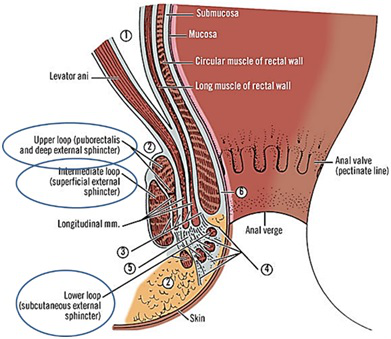 Submucosa
Mucosa
Circular muscle of rectal wall
Long muscle of rectal wall
1
Levator ani
Upper loop (puborectalis
and deep external sphincter)
2
Intermediate loop
(superficial external
sphincter)
Longitudinal mm.
3
5
6
4
Anal valve
(pectinate line)
Anal verge
Lower loop
(subcutaneous external
sphincter)
2
Skin